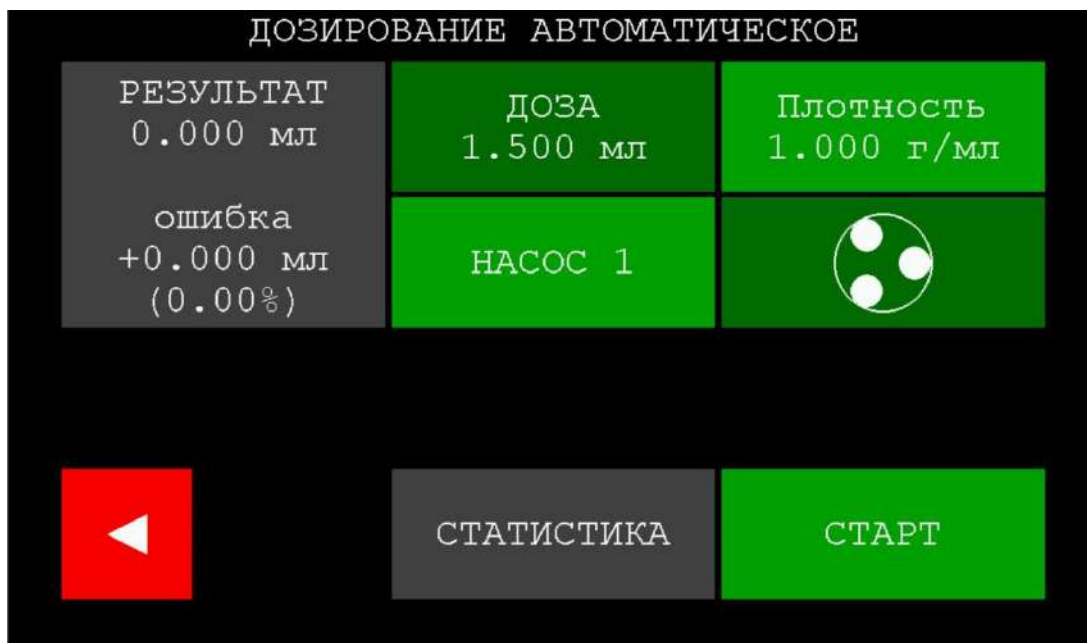 ДОЗИРОВАНИЕ АВТОМАТИЧЕСКОЕ
РЕЗУЛЬТАТ
0.000 мл
ошибка
+0.000 мл
(0.00%)
ДОЗА
1.500 мл
Плотность
1.000 г/мл
НАСОС 1
СТАТИСТИКА
СТАРТ